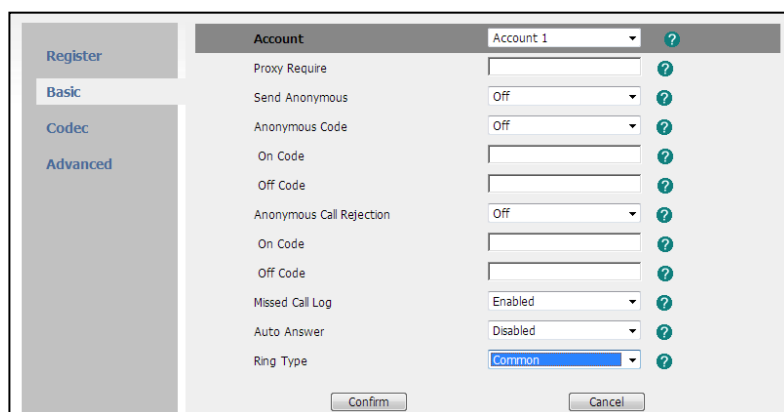 Register
Basic
Codec
Advanced
Account Account 1 ?
Proxy Require ?
Send Anonymous Off ?
Anonymous Code Off ?
On Code ?
Off Code ?
Anonymous Call Rejection Off ?
On Code ?
Off Code ?
Missed Call Log Enabled ?
Auto Answer Disabled ?
Ring Type Common ?
Confirm Cancel